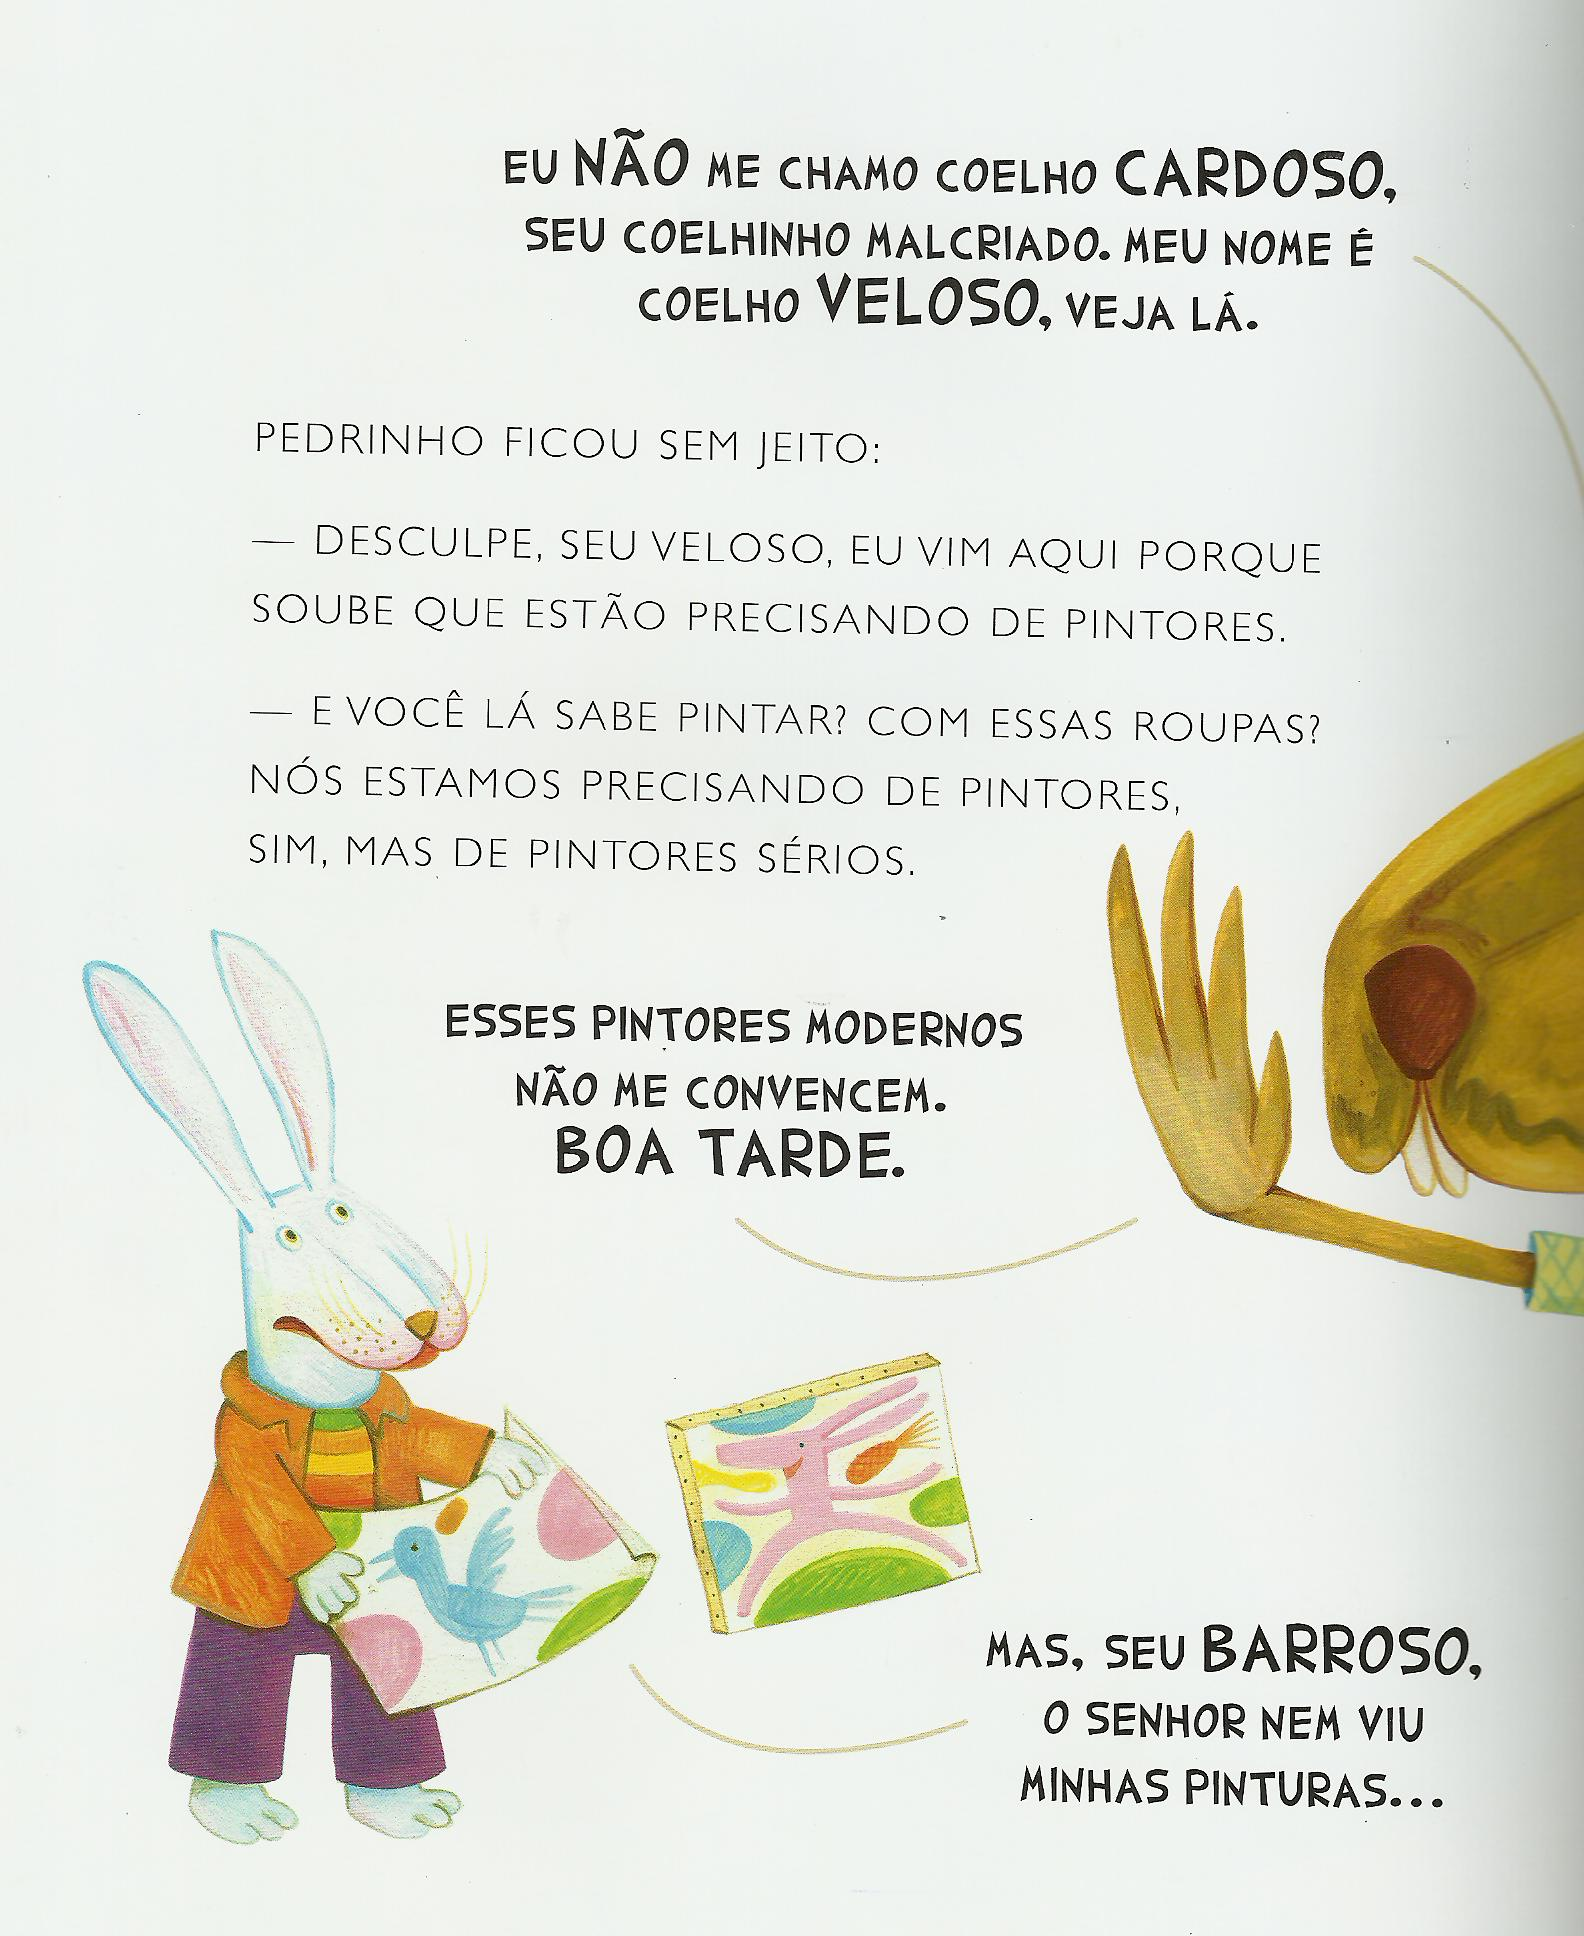 EU NÃO ME CHAMO COELHO CARDOSO,
SEU COELHINHO MALCRIADO. MEU NOME É
COELHO VELOSO, VEJA LÁ.
PEDRINHO FICOU SEM JEITO:
— DESCULPE, SEU VELOSO, EU VIM AQUI PORQUE
SOUBE QUE ESTÃO PRECISANDO DE PINTORES.
— E VOCÊ LÁ SABE PINTAR? COM ESSAS ROUPAS?
NÓS ESTAMOS PRECISANDO DE PINTORES,
SIM, MAS DE PINTORES SÉRIOS.
ESSES PINTORES MODERNOS
NÃO ME CONVENCEM.
BOA TARDE.
MAS, SEU BARROSO,
O SENHOR NEM VIU
MINHAS PINTURAS...